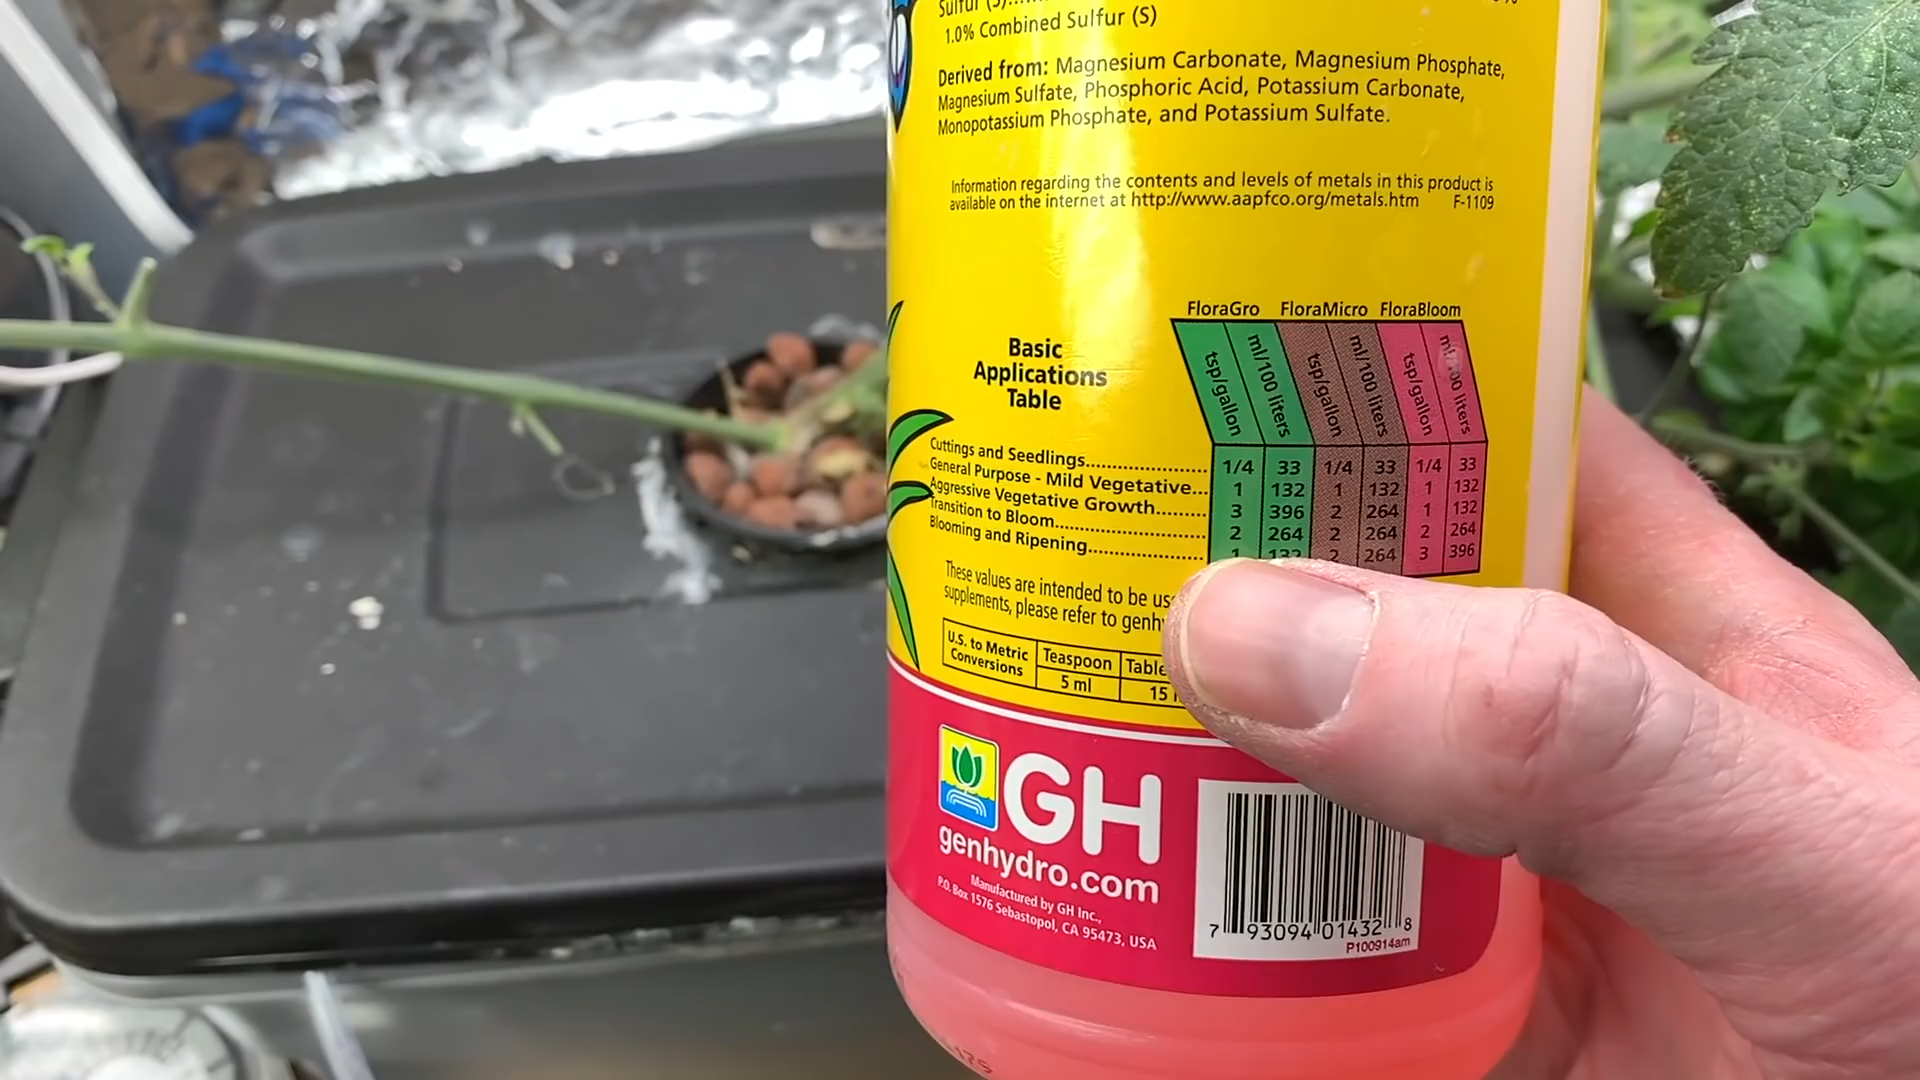 Sulfur (S)...
1.0% Combined Sulfur (S)
Derived from: Magnesium Carbonate, Magnesium Phosphate,
Magnesium Sulfate, Phosphoric Acid, Potassium Carbonate,
Monopotassium Phosphate, and Potassium Sulfate.
Information regarding the contents and levels of metals in this product is
available on the internet at http://www.aapfco.org/metals.htm F-1109
FloraGro FloraMicro FloraBloom
Basic
Applications
Table
tsp/gallon ml/100 liters tsp/gallon ml/100 liters tsp/gallon ml/100 liters
Cuttings and Seedlings........................ 1/4 33 1/4 33 1/4 33
General Purpose - Mild Vegetative... 1 132 1 132 1 132
Aggressive Vegetative Growth......... 3 396 2 264 1 132
Transition to Bloom............................ 2 264 2 264 2 264
Blooming and Ripening....................... 1 132 2 264 3 396
These values are intended to be
supplements, please refer to
U.S. to Metric
Conversions
Teaspoon
5 ml
15
GH
genhydro.com
Manufactured by GH Inc.,
P.O. Box 1576 Sebastopol, CA 95473, USA
7 93094 01432 8
P100914am